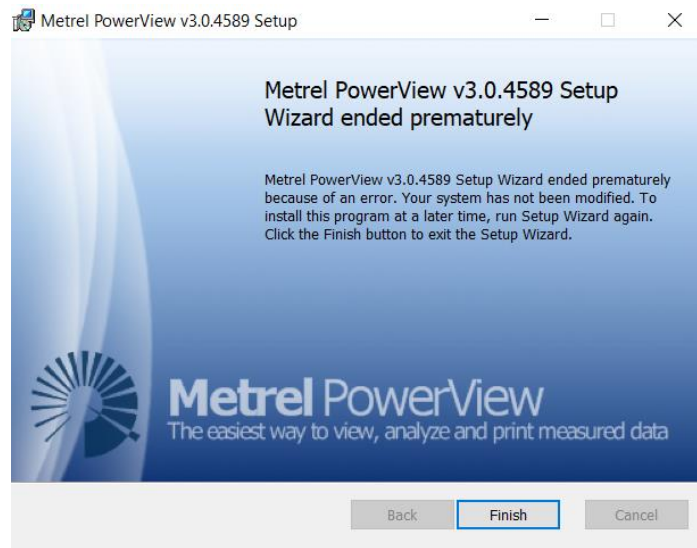 Metrel PowerView v3.0.4589 Setup
Metrel PowerView v3.0.4589 Setup
Wizard ended prematurely
Metrel PowerView v3.0.4589 Setup Wizard ended prematurely
because of an error. Your system has not been modified. To
install this program at a later time, run Setup Wizard again.
Click the Finish button to exit the Setup Wizard.
Metrel PowerView
The easiest way to view, analyze and print measured data
Back Finish Cancel